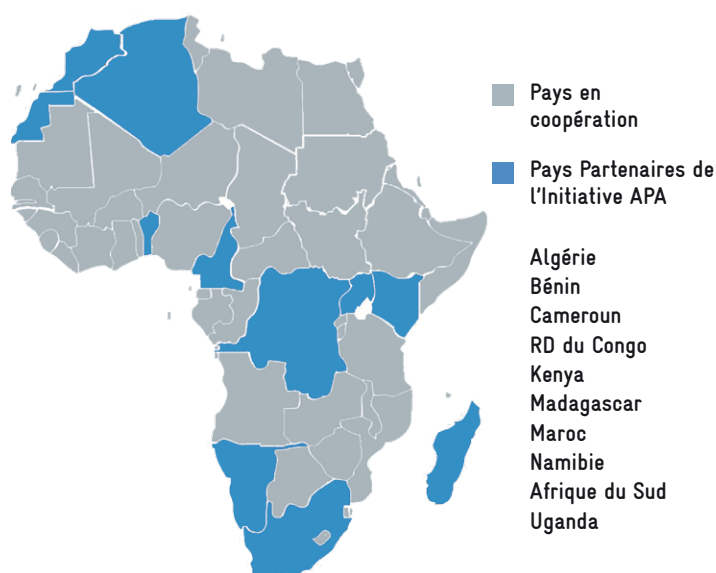 Pays en
coopération
Pays Partenaires de
l'Initiative APA
Algérie
Bénin
Cameroun
RD du Congo
Kenya
Madagascar
Maroc
Namibie
Afrique du Sud
Uganda